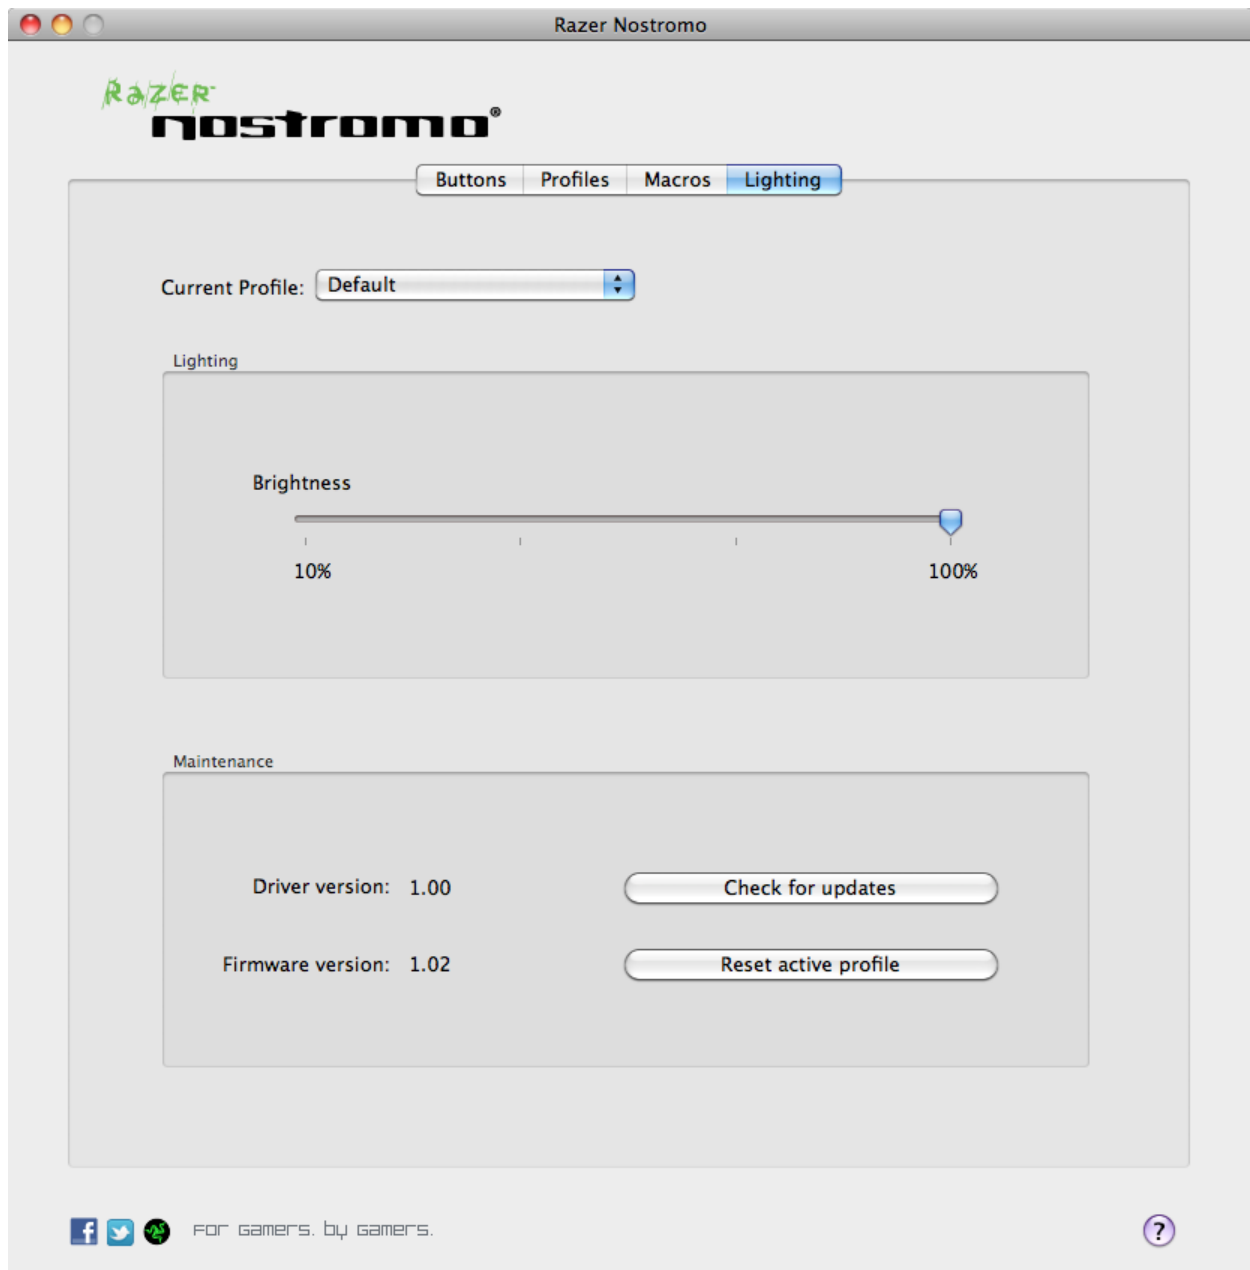 Razer Nostromo
RaZER™
nostromo®
Buttons Profiles Macros Lighting
Current Profile: Default
Lighting
Brightness
10% 100%
Maintenance
Driver version: 1.00 Check for updates
Firmware version: 1.02 Reset active profile
f FOR GAMERS. BY GAMERS. ?